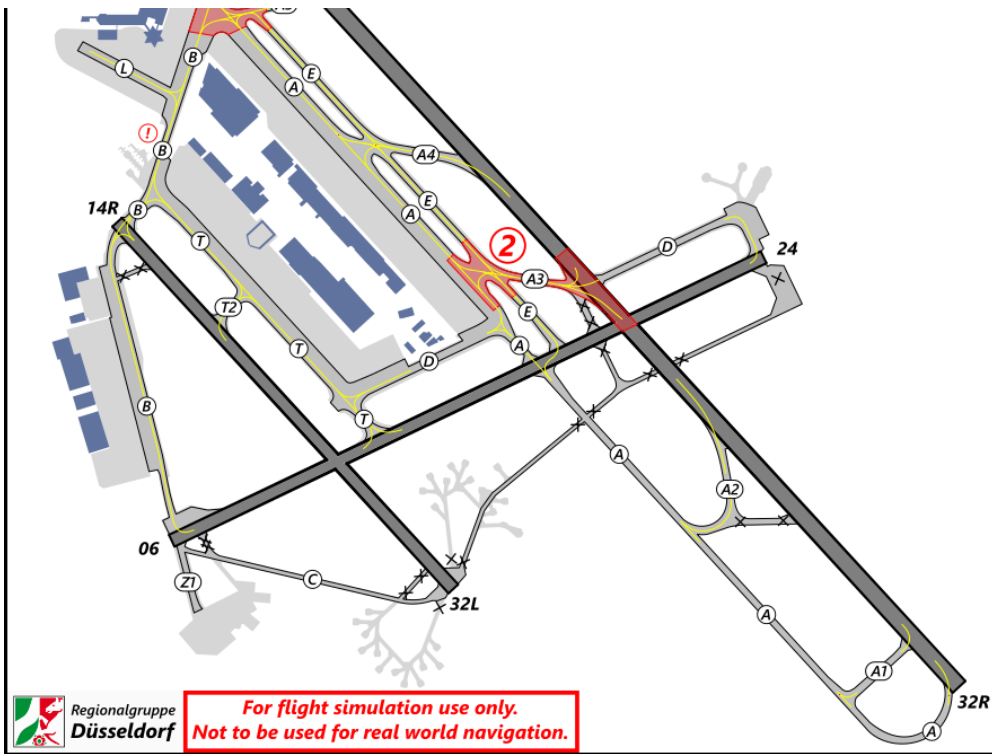 A5
B
L
E
A
!
B
A4
E
B
14R
A
T
2
D
24
A3
T2
E
T
A
D
B
T
A
A2
06
Z1
C
32L
A
A1
32R
A
Regionalgruppe
Düsseldorf
For flight simulation use only.
Not to be used for real world navigation.